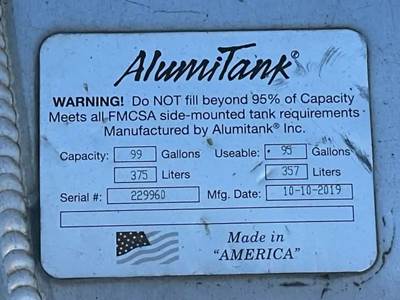 AlumiTank®
WARNING! Do NOT fill beyond 95% of Capacity
Meets all FMCSA side-mounted tank requirements
Manufactured by Alumitank® Inc.
Capacity: 99 Gallons Useable: 95 Gallons
375 Liters 357 Liters
Serial #: 229960 Mfg. Date: 10-10-2019
Made in
"AMERICA"